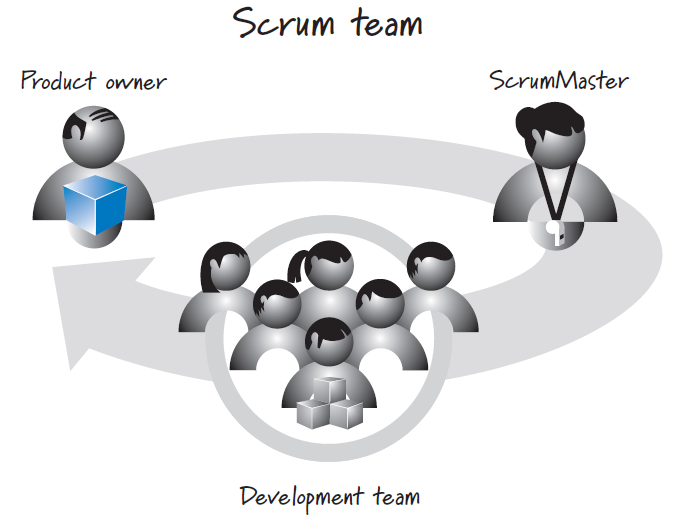 Scrum team
Product owner
ScrumMaster
Development team